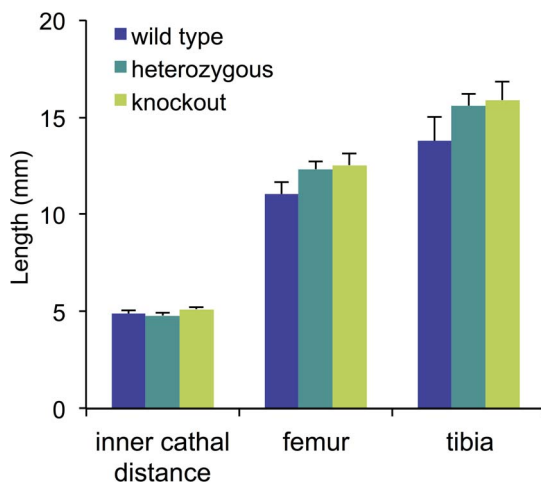 20
15
10
5
0
Length (mm)
wild type
heterozygous
knockout
inner cathal
distance
femur
tibia